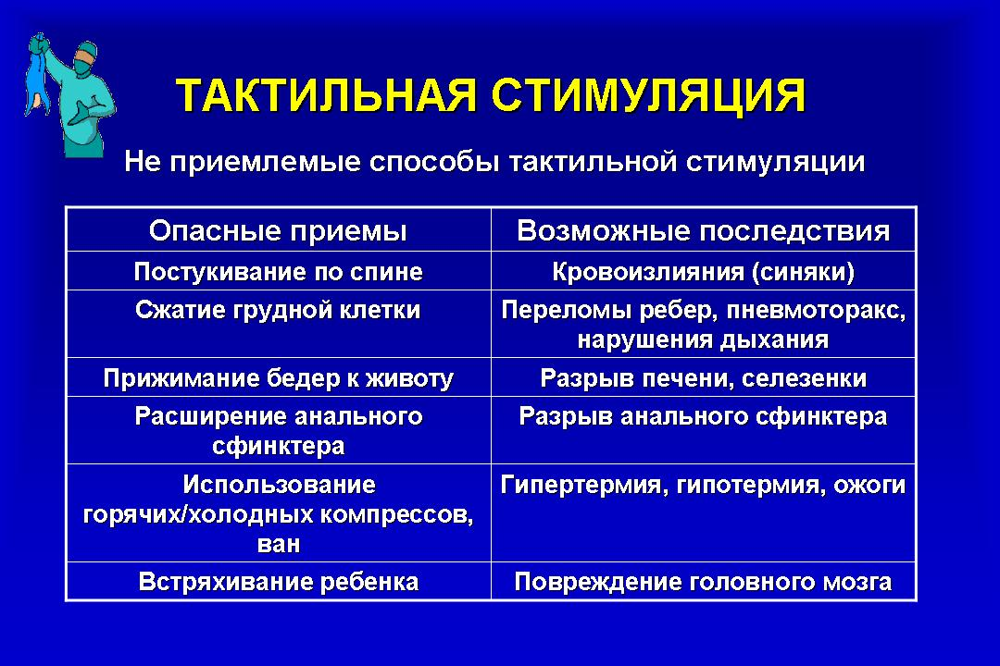 ТАКТИЛЬНАЯ СТИМУЛЯЦИЯ
Не приемлемые способы тактильной стимуляции
Опасные приемы
Возможные последствия
Постукивание по спине
Кровоизлияния (синяки)
Сжатие грудной клетки
Переломы ребер, пневмоторакс,
нарушения дыхания
Прижимание бедер к животу
Разрыв печени, селезенки
Расширение анального
сфинктера
Разрыв анального сфинктера
Использование
горячих/холодных компрессов,
ван
Гипертермия, гипотермия, ожоги
Встряхивание ребенка
Повреждение головного мозга